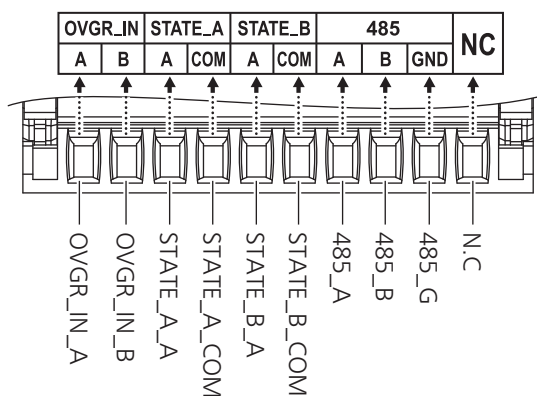 OVGR_IN STATE_A STATE_B 485 NC
A B A COM A COM A B GND
OVGR_IN_A
OVGR_IN_B
STATE_A_A
STATE_A_COM
STATE_B_A
STATE_B_COM
485_A
485_B
485_G
N.C